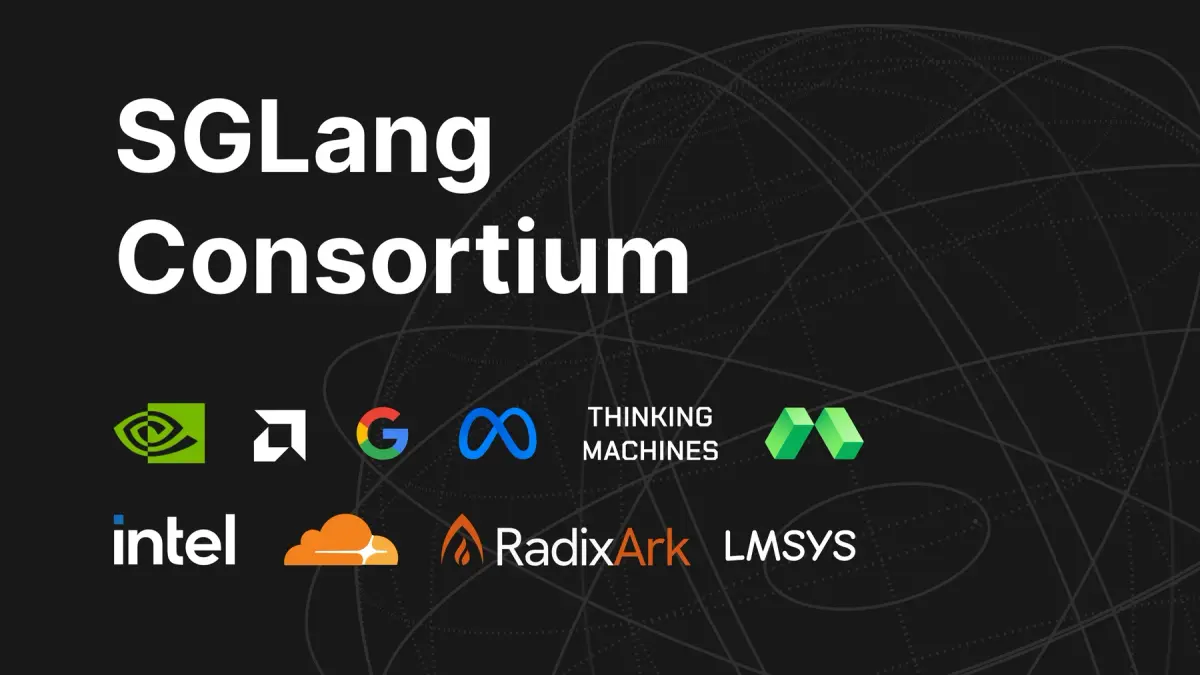 SGLang
Consortium
THINKING
MACHINES
intel
RadixArk
LMSYS